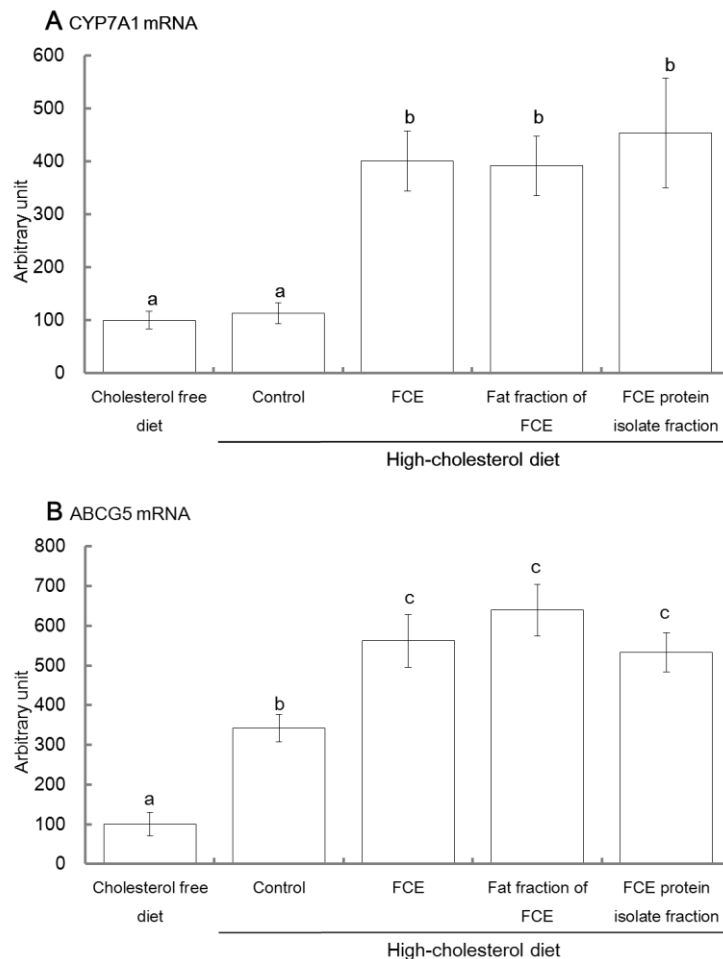 A CYP7A1 mRNA
600
500
400
300
200
100
0
Arbitrary unit
a
a
b
b
b
Cholesterol free diet
Control
FCE
Fat fraction of FCE
FCE protein isolate fraction
High-cholesterol diet
B ABCG5 mRNA
800
700
600
500
400
300
200
100
0
Arbitrary unit
a
b
c
c
c
Cholesterol free diet
Control
FCE
Fat fraction of FCE
FCE protein isolate fraction
High-cholesterol diet